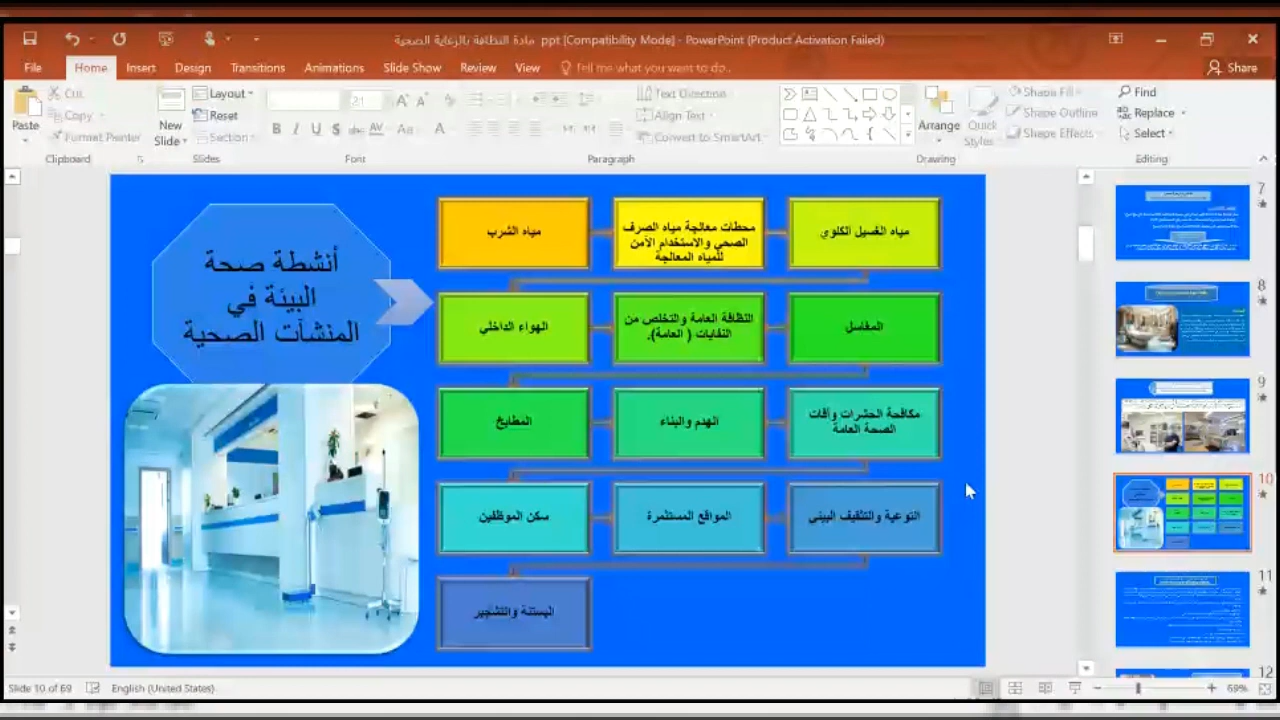 مادة النظافة بالرعاية الصحية ppt [Compatibility Mode] - PowerPoint (Product Activation Failed)
File Home Insert Design Transitions Animations Slide Show Review View Tell me what you want to do... Share
Paste
Cut
Copy
Format Painter
Clipboard
New Slide
Layout
Reset
Section
Slides
21
Font
Text Direction
Align Text
Convert to SmartArt
Paragraph
Arrange
Quick Styles
Shape Fill
Shape Outline
Shape Effects
Drawing
Find
Replace
Select
Editing
أنشطة صحة
البيئة في
المنشآت الصحية
مياه الشرب
محطات معالجة مياه الصرف
الصحي والاستخدام الآمن
للمياه المعالجة
مياه الغسيل الكلوي
الهواء الداخلي
النظافة العامة والتخلص من
النفايات ( العامة).
المغاسل
المطابخ
الهدم والبناء
مكافحة الحشرات وآفات
الصحة العامة
سكن الموظفين
المواقع المستثمرة
التوعية والتثقيف البيئي
البستنة والتشجير
7
8
9
10
11
12
Slide 10 of 69 English (United States) 69%